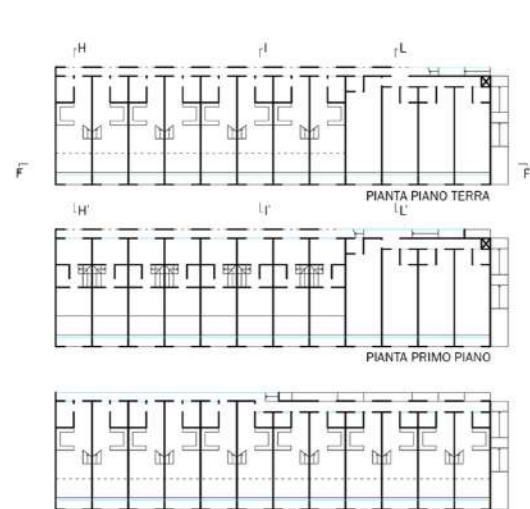 H I L
F F
PIANTA PIANO TERRA
H' I' L'
PIANTA PRIMO PIANO